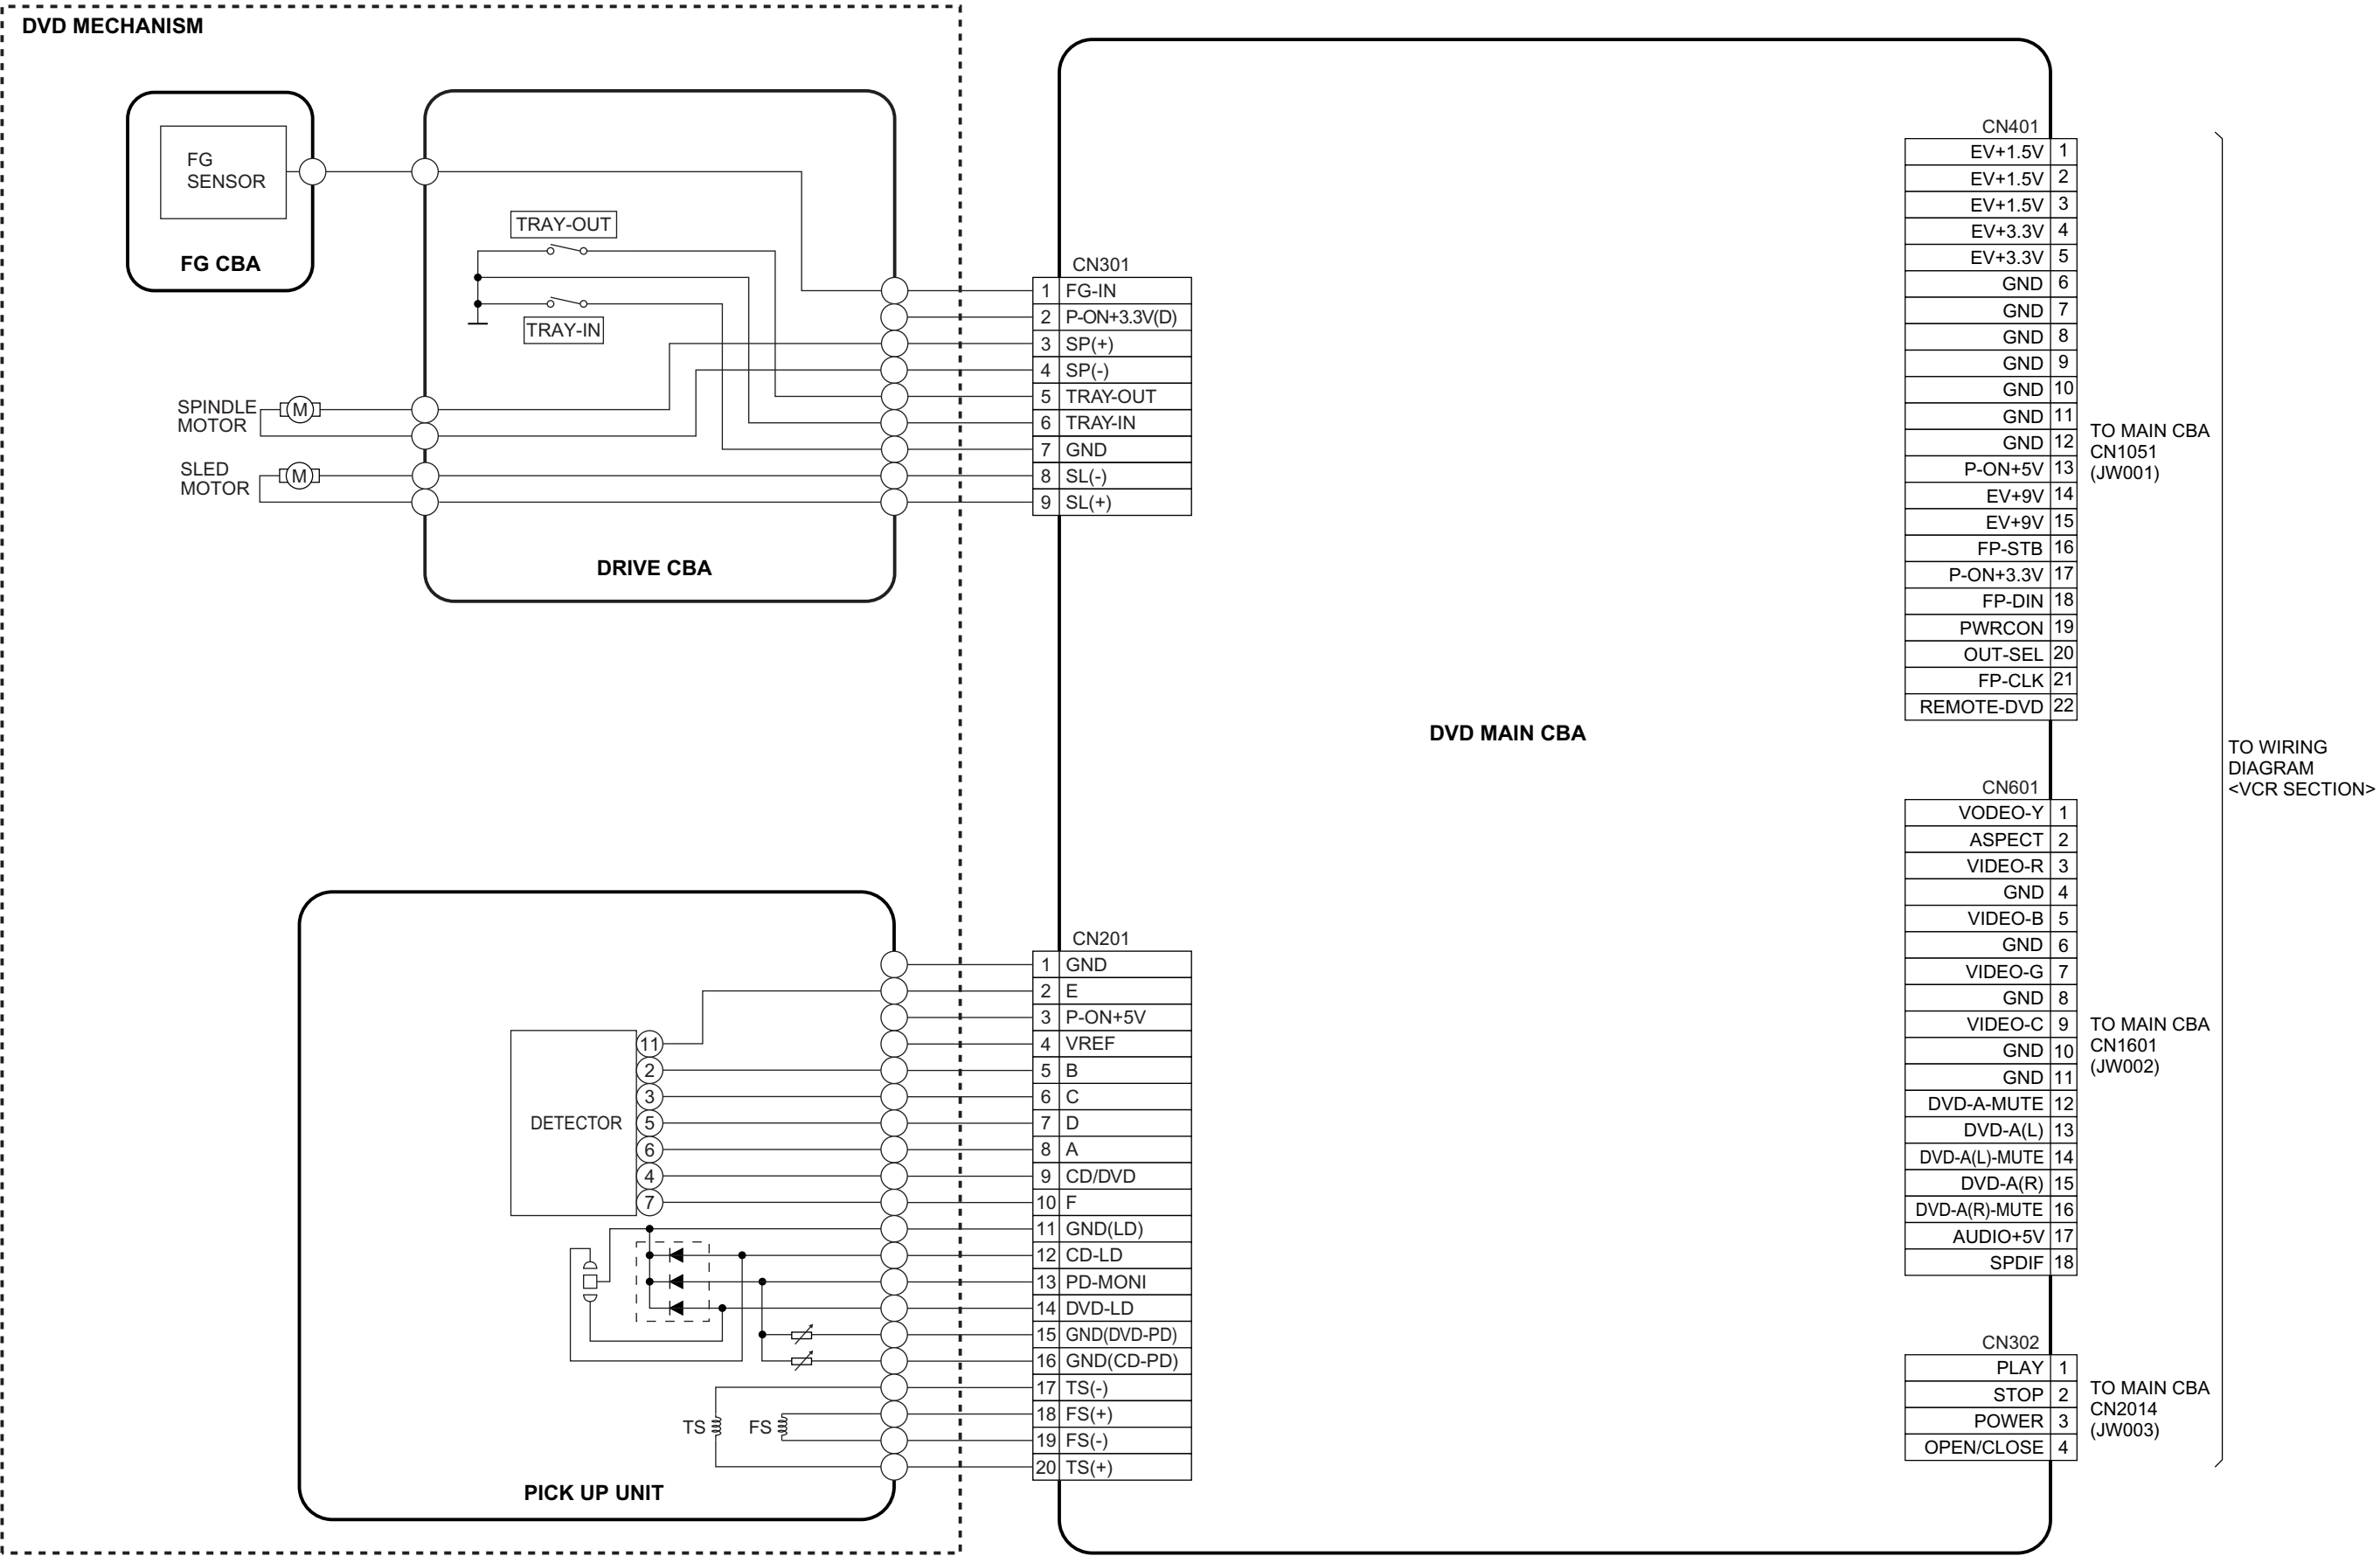 DVD MECHANISM
FG
SENSOR
FG CBA
TRAY-OUT
TRAY-IN
SPINDLE
MOTOR
M
SLED
MOTOR
M
DRIVE CBA
CN301
1 FG-IN
2 P-ON+3.3V(D)
3 SP(+)
4 SP(-)
5 TRAY-OUT
6 TRAY-IN
7 GND
8 SL(-)
9 SL(+)
DETECTOR
11
2
3
5
6
4
7
TS
FS
PICK UP UNIT
CN201
1 GND
2 E
3 P-ON+5V
4 VREF
5 B
6 C
7 D
8 A
9 CD/DVD
10 F
11 GND(LD)
12 CD-LD
13 PD-MONI
14 DVD-LD
15 GND(DVD-PD)
16 GND(CD-PD)
17 TS(-)
18 FS(+)
19 FS(-)
20 TS(+)
DVD MAIN CBA
CN401
EV+1.5V 1
EV+1.5V 2
EV+1.5V 3
EV+3.3V 4
EV+3.3V 5
GND 6
GND 7
GND 8
GND 9
GND 10
GND 11
GND 12
P-ON+5V 13
EV+9V 14
EV+9V 15
FP-STB 16
P-ON+3.3V 17
FP-DIN 18
PWRCON 19
OUT-SEL 20
FP-CLK 21
REMOTE-DVD 22
TO MAIN CBA
CN1051
(JW001)
CN601
VODEO-Y 1
ASPECT 2
VIDEO-R 3
GND 4
VIDEO-B 5
GND 6
VIDEO-G 7
GND 8
VIDEO-C 9
GND 10
GND 11
DVD-A-MUTE 12
DVD-A(L) 13
DVD-A(L)-MUTE 14
DVD-A(R) 15
DVD-A(R)-MUTE 16
AUDIO+5V 17
SPDIF 18
TO MAIN CBA
CN1601
(JW002)
CN302
PLAY 1
STOP 2
POWER 3
OPEN/CLOSE 4
TO MAIN CBA
CN2014
(JW003)
TO WIRING
DIAGRAM
<VCR SECTION>